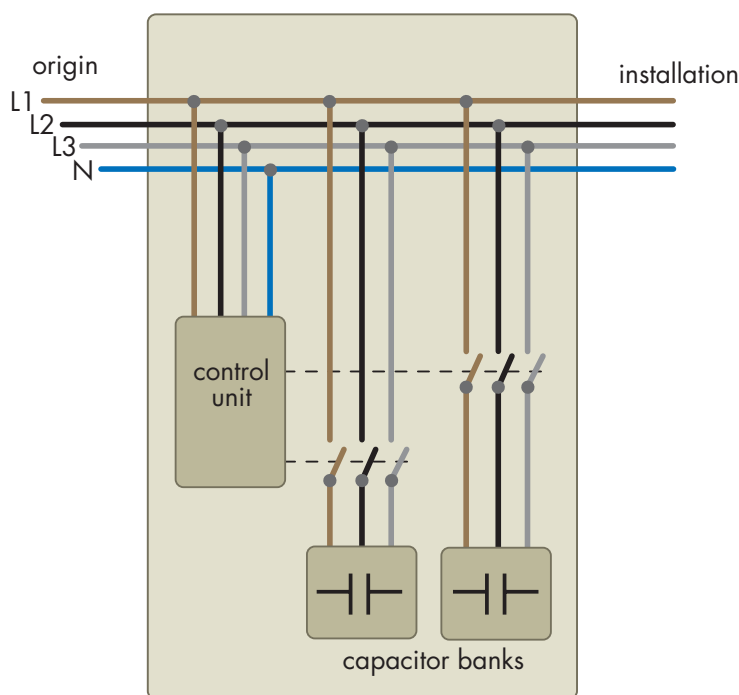 origin
installation
L1
L2
L3
N
control
unit
capacitor banks